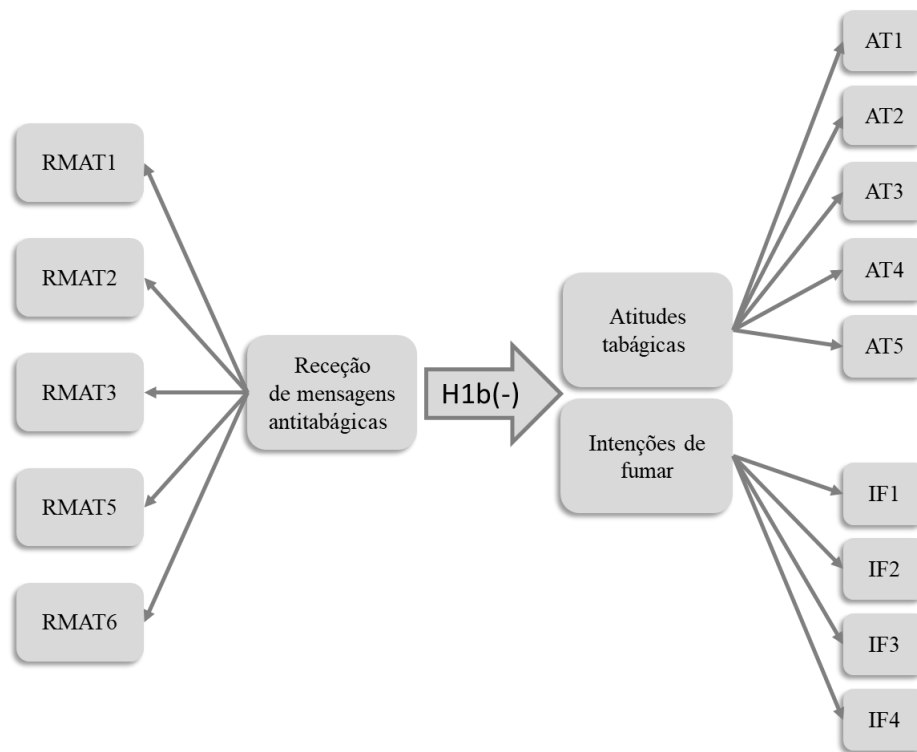 RMAT1
RMAT2
RMAT3
RMAT5
RMAT6
Receção
de mensagens
antitabágicas
H1b(-)
Atitudes
tabágicas
Intenções de
fumar
AT1
AT2
AT3
AT4
AT5
IF1
IF2
IF3
IF4